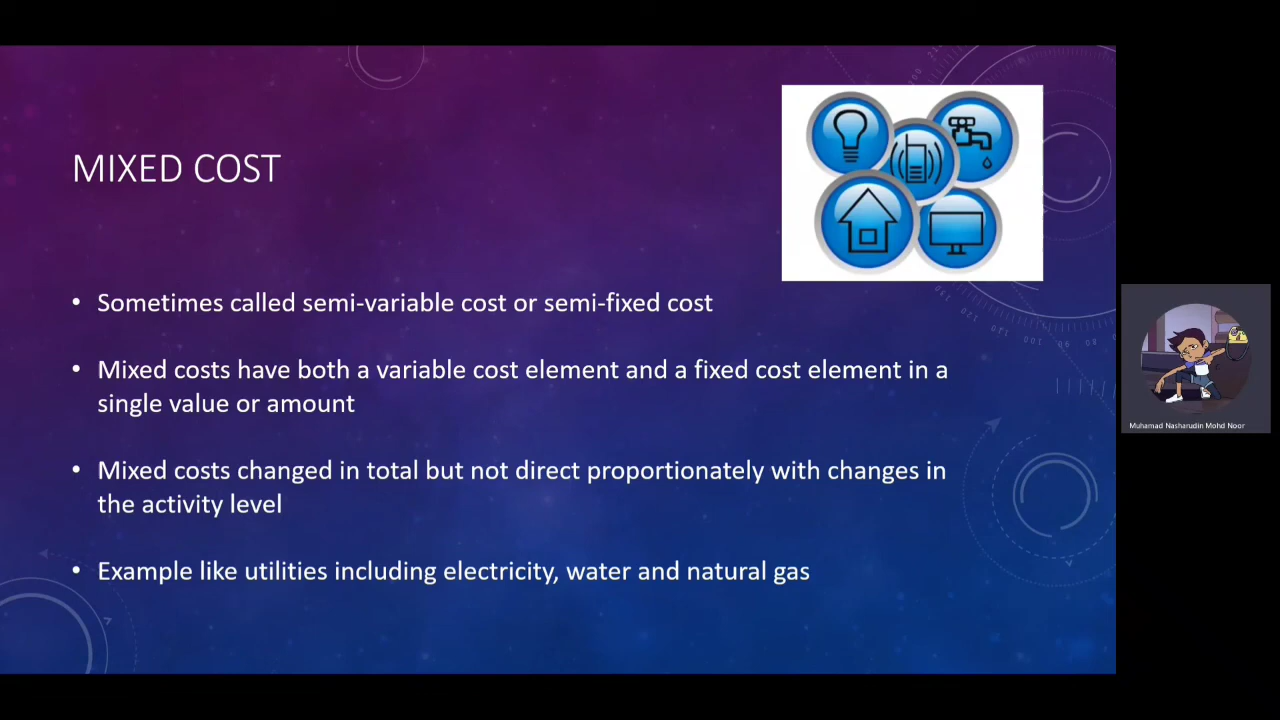 MIXED COST
• Sometimes called semi-variable cost or semi-fixed cost
• Mixed costs have both a variable cost element and a fixed cost element in a
single value or amount
• Mixed costs changed in total but not direct proportionately with changes in
the activity level
• Example like utilities including electricity, water and natural gas
Muhamad Nasharudin Mohd Noor